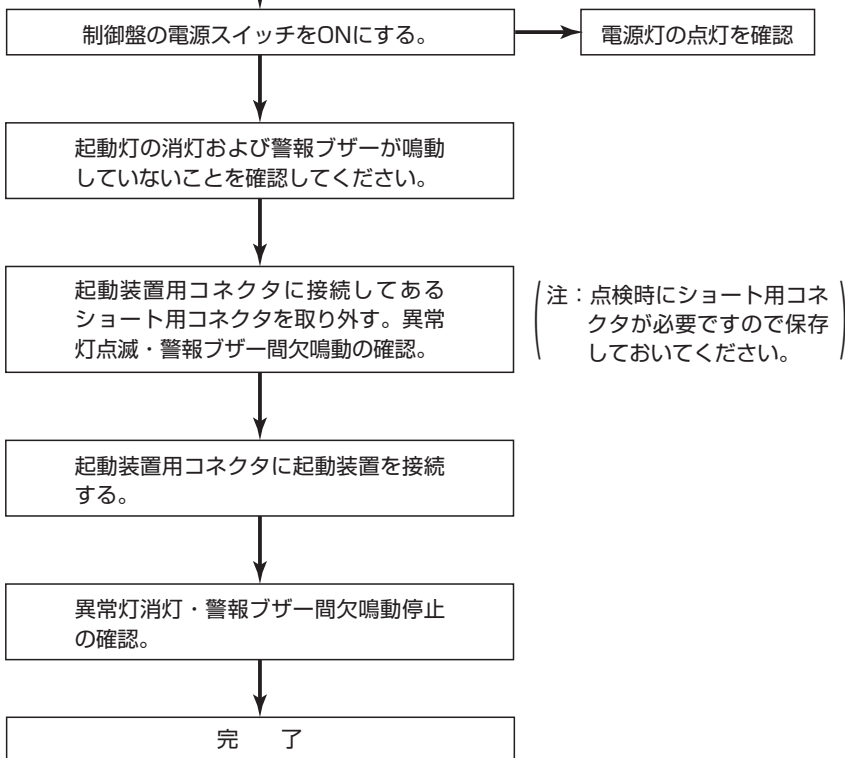 制御盤の電源スイッチをONにする。
電源灯の点灯を確認
起動灯の消灯および警報ブザーが鳴動
していないことを確認してください。
起動装置用コネクタに接続してある
ショート用コネクタを取り外す。異常
灯点滅・警報ブザー間欠鳴動の確認。
注：点検時にショート用コネ
クタが必要ですので保存
しておいてください。
起動装置用コネクタに起動装置を接続
する。
異常灯消灯・警報ブザー間欠鳴動停止
の確認。
完　了